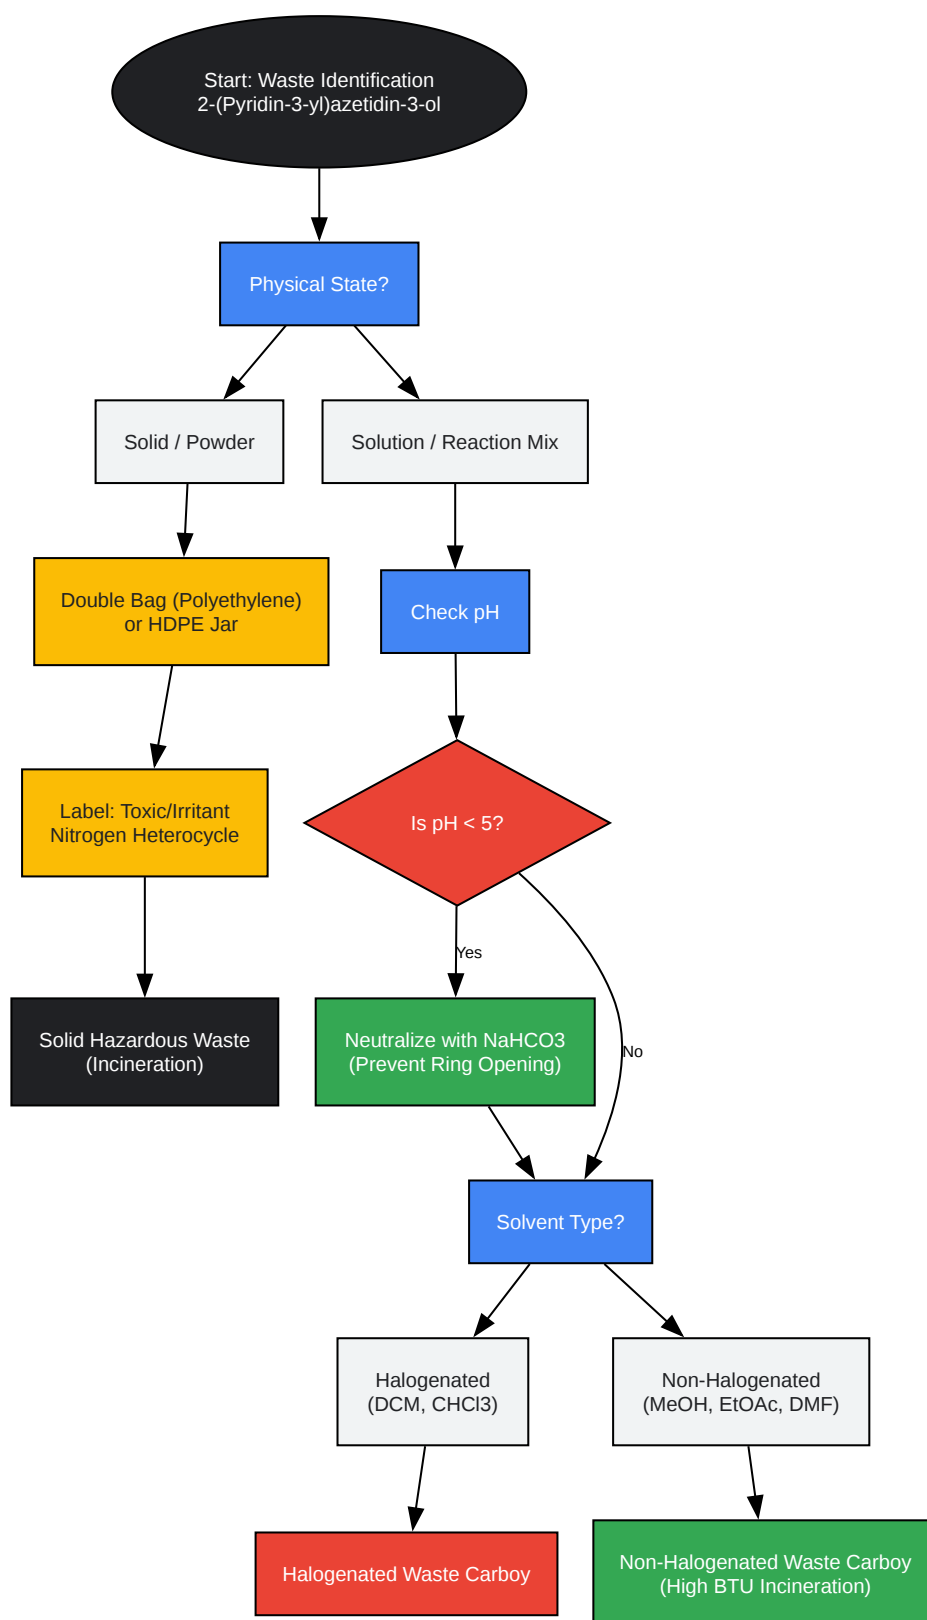 Start: Waste Identification
2-(Pyridin-3-yl)azetidin-3-ol
Physical State?
Solid / Powder
Solution / Reaction Mix
Double Bag (Polyethylene)
or HDPE Jar
Check pH
Label: Toxic/Irritant
Nitrogen Heterocycle
Is pH < 5?
Yes
Solid Hazardous Waste
(Incineration)
Neutralize with NaHCO3
(Prevent Ring Opening)
No
Solvent Type?
Halogenated
(DCM, CHCl3)
Non-Halogenated
(MeOH, EtOAc, DMF)
Halogenated Waste Carboy
Non-Halogenated Waste Carboy
(High BTU Incineration)